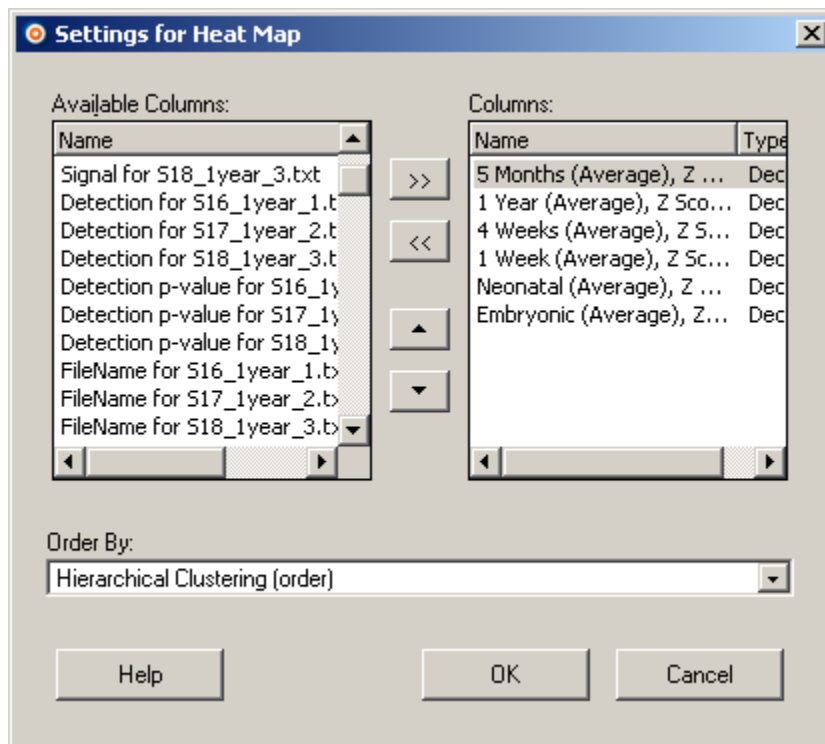 Settings for Heat Map
Available Columns:
Name
Signal for S18_1year_3.txt
Detection for S16_1year_1.t
Detection for S17_1year_2.t
Detection for S18_1year_3.t
Detection p-value for S16_1y
Detection p-value for S17_1y
Detection p-value for S18_1y
FileName for S16_1year_1.tx
FileName for S17_1year_2.tx
FileName for S18_1year_3.tx
>>
<<
Columns:
Name Type
5 Months (Average), Z ... Dec
1 Year (Average), Z Sco... Dec
4 Weeks (Average), Z S... Dec
1 Week (Average), Z Sc... Dec
Neonatal (Average), Z ... Dec
Embryonic (Average), Z... Dec
Order By:
Hierarchical Clustering (order)
Help OK Cancel